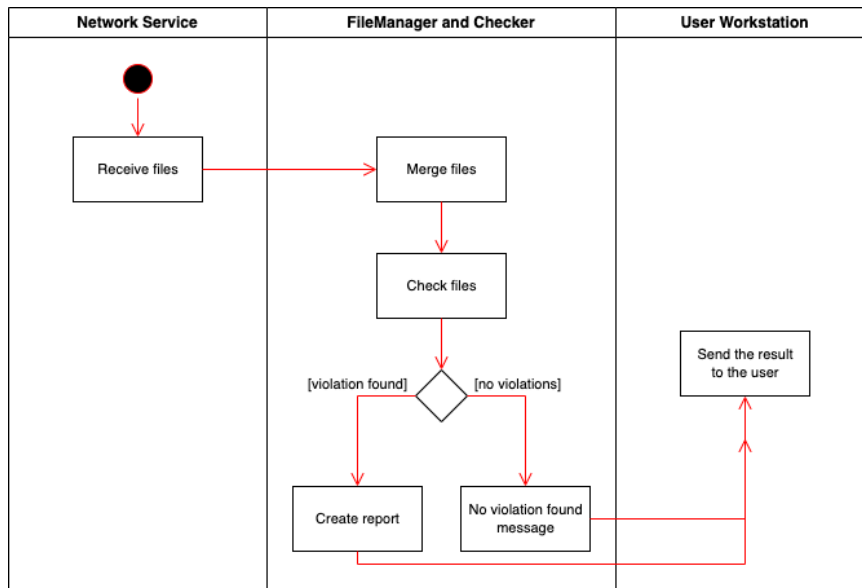 Network Service
FileManager and Checker
User Workstation
Receive files
Merge files
Check files
Send the result
to the user
[violation found]
[no violations]
Create report
No violation found
message